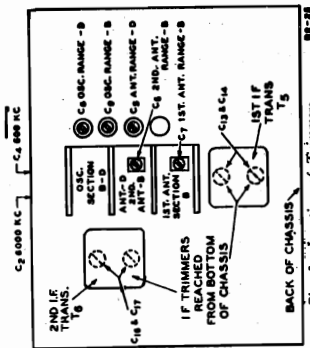 C2 6000 KC
C4 600 KC
2ND I.F.
TRANS.
T6
C16 & C17
OSC.
SECTION
B-D
ANT.-D
2ND.
ANT-B
1ST. ANT.
SECTION
B
C6 OSC. RANGE-B
C9 OSC. RANGE-D
C5 ANT. RANGE-D
C8 2ND. ANT.
RANGE-B
C7 1ST. ANT. RANGE-B
IF TRIMMERS
REACHED
FROM BOTTOM
OF CHASSIS
C13 & C14
1ST I F
TRANS
T5
BACK OF CHASSIS